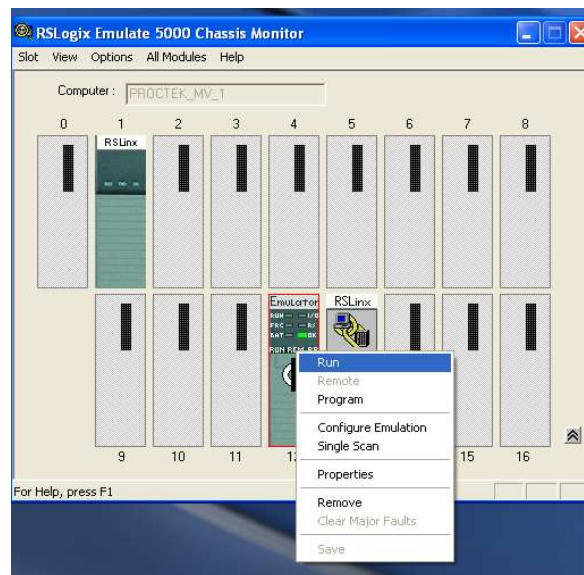 RSLogix Emulate 5000 Chassis Monitor
Slot View Options All Modules Help
Computer : PROCTEK_MV_1
0 1 2 3 4 5 6 7 8
RSLinx
Emulator RSLinx
RUN I/O
FRC RS
BAT OK
RUN REM PR
Run
Remote
Program
Configure Emulation
Single Scan
Properties
Remove
Clear Major Faults
Save
9 10 11 15 16
For Help, press F1